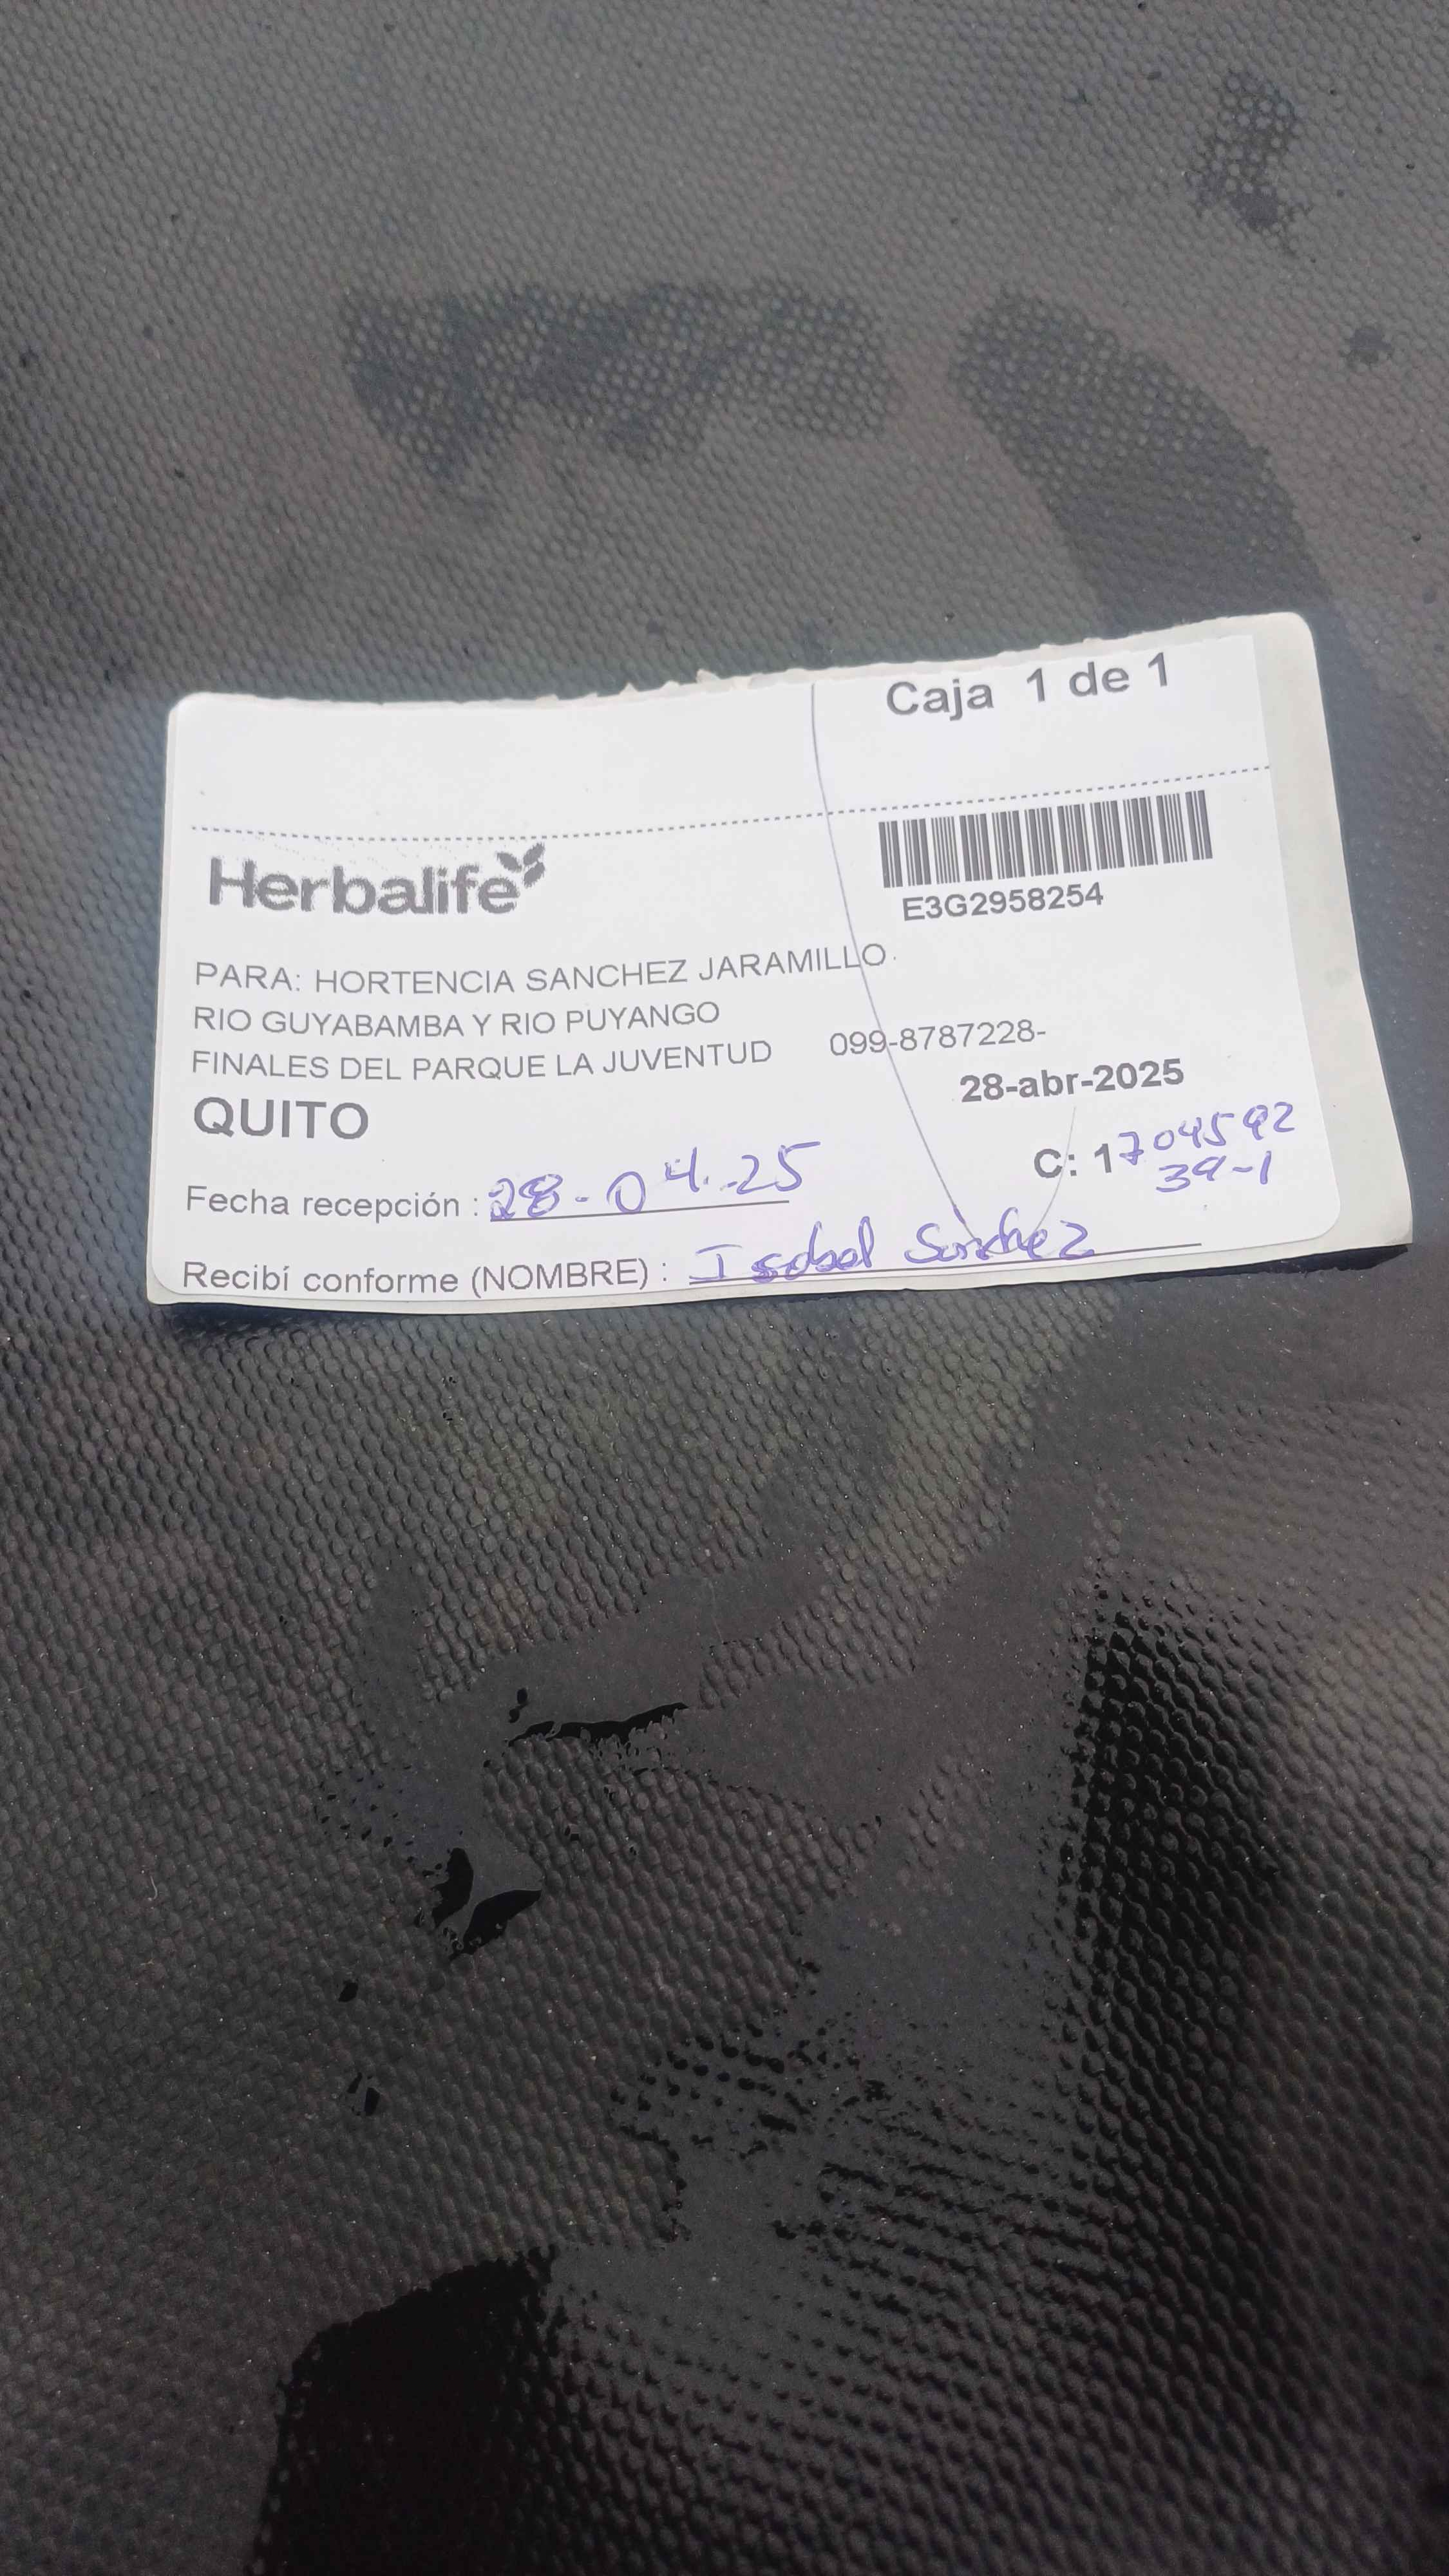 Caja 1 de 1
Herbalife
E3G2958254
PARA: HORTENCIA SANCHEZ JARAMILLO.
RIO GUYABAMBA Y RIO PUYANGO
FINALES DEL PARQUE LA JUVENTUD 099-8787228-
28-abr-2025
QUITO
C: 17704592
39-1
Fecha recepción : 28-04-25
Recibí conforme (NOMBRE) : Isabel Sanchez